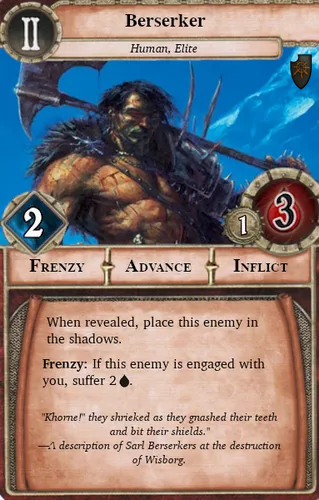 II
Berserker
Human, Elite
2
1
3
FRENZY ADVANCE INFLICT
When revealed, place this enemy in
the shadows.
Frenzy: If this enemy is engaged with
you, suffer 2.
"Khorne!" they shrieked as they gnashed their teeth
and bit their shields."
—A description of Sarl Berserkers at the destruction
of Wisborg.